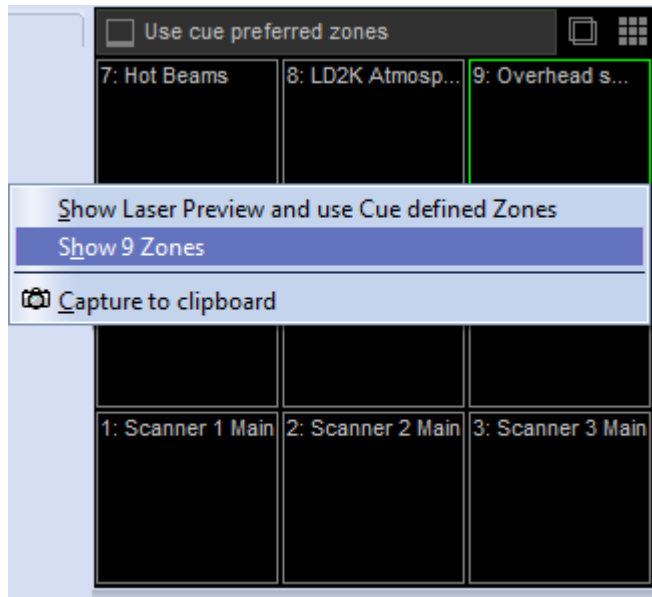 Use cue preferred zones
7: Hot Beams
8: LD2K Atmosp...
9: Overhead s...
Show Laser Preview and use Cue defined Zones
Show 9 Zones
Capture to clipboard
1: Scanner 1 Main
2: Scanner 2 Main
3: Scanner 3 Main